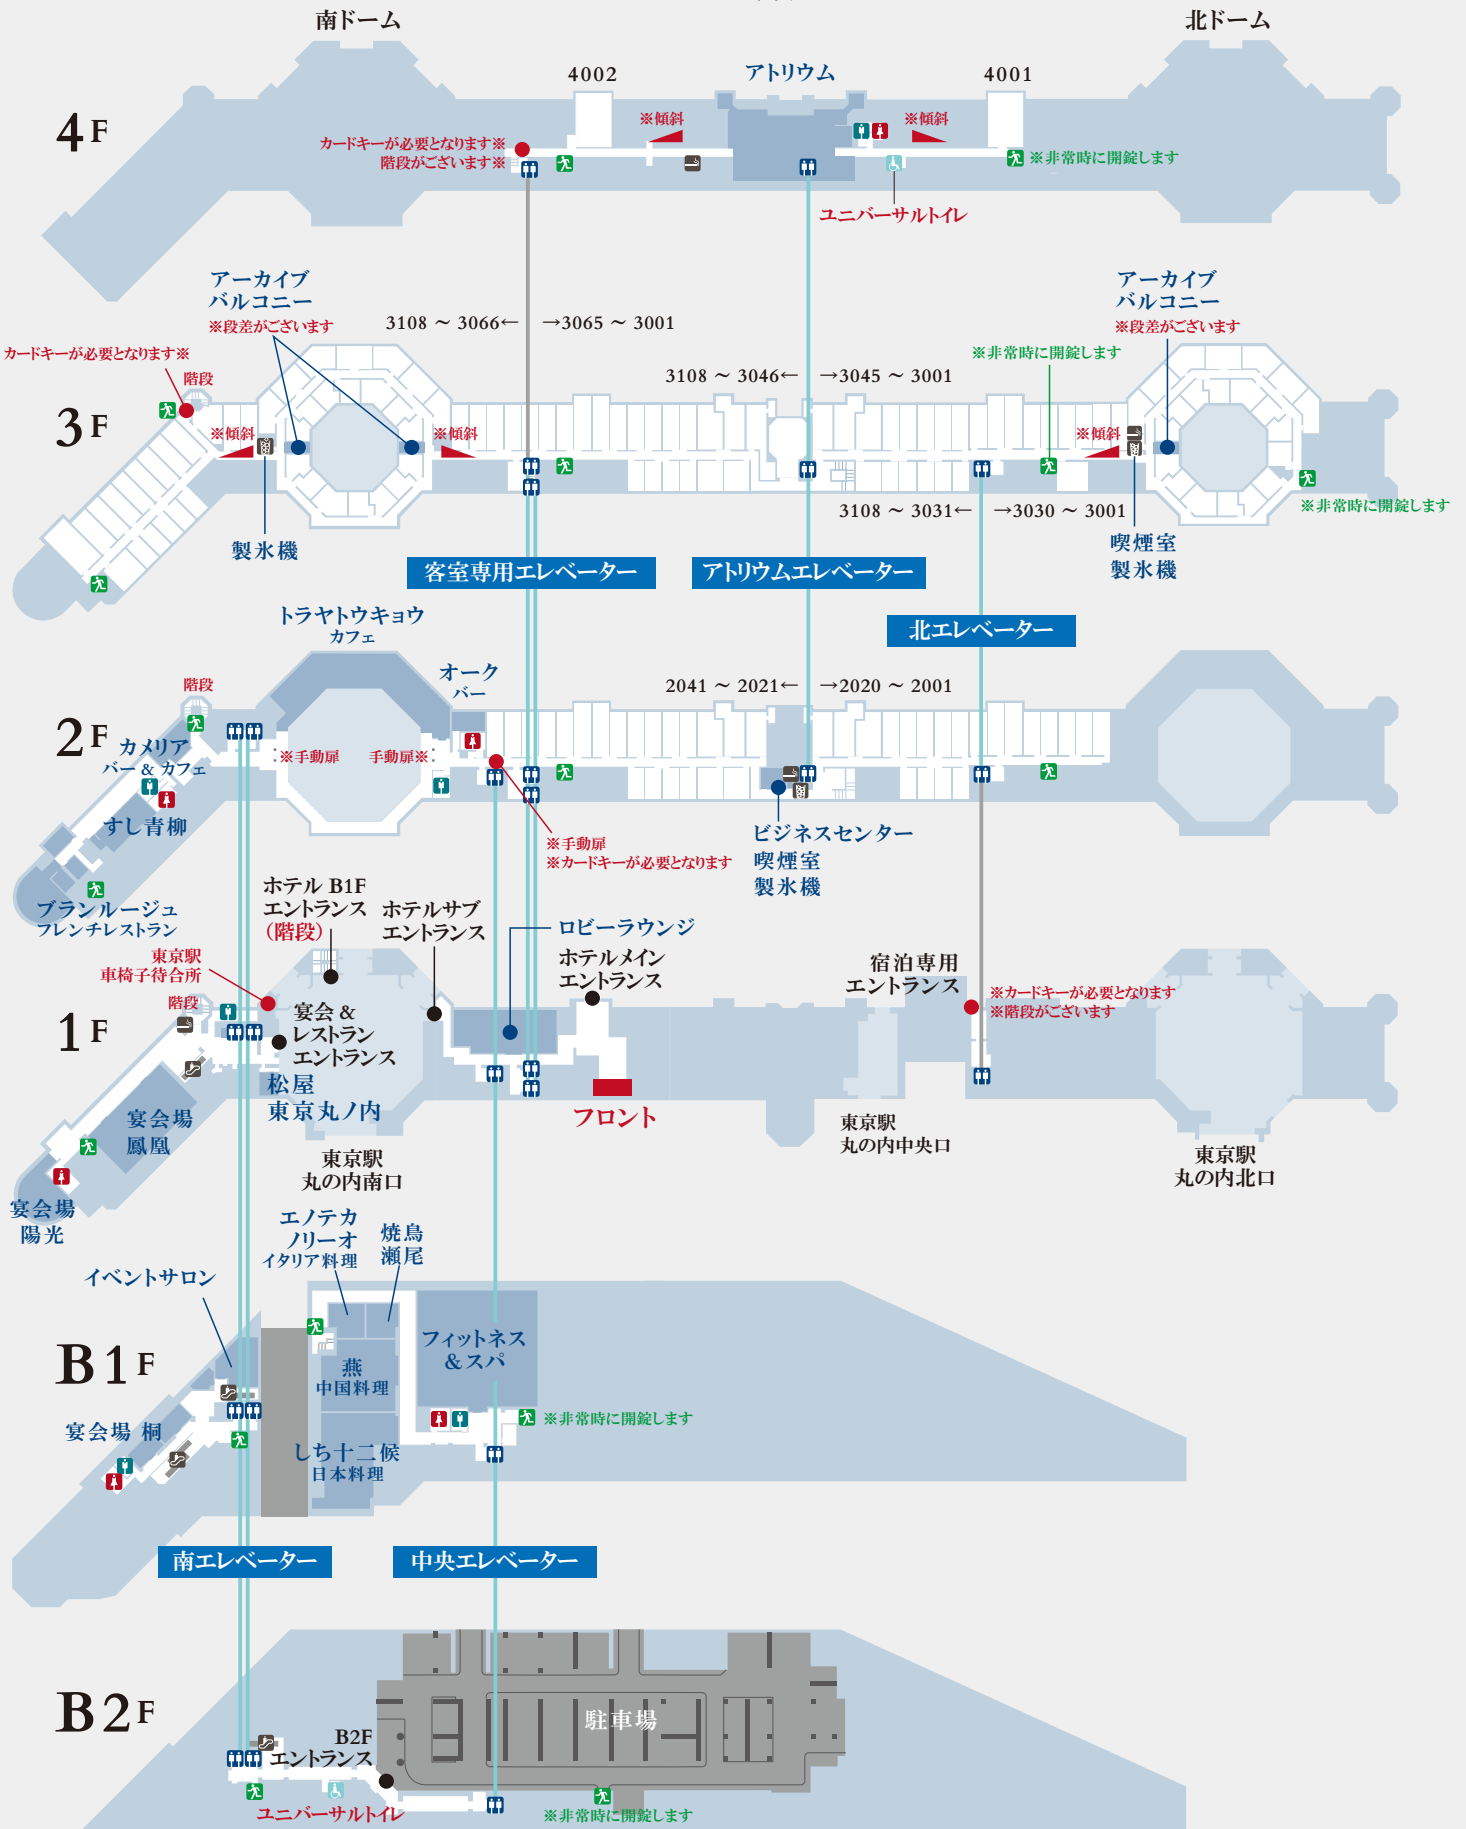 南ドーム
北ドーム
4F
4002
アトリウム
4001
※傾斜
※傾斜
カードキーが必要となります※
階段がございます※
※非常時に開錠します
ユニバーサルトイレ
アーカイブ
バルコニー
※段差がございます
アーカイブ
バルコニー
※段差がございます
3108 ～ 3066← →3065 ～ 3001
カードキーが必要となります※
階段
※非常時に開錠します
3108 ～ 3046← →3045 ～ 3001
3F
※傾斜
※傾斜
※傾斜
※非常時に開錠します
3108 ～ 3031← →3030 ～ 3001
製氷機
喫煙室
製氷機
客室専用エレベーター
アトリウムエレベーター
北エレベーター
トラヤトウキョウ
カフェ
オーク
バー
階段
2041 ～ 2021← →2020 ～ 2001
2F
カメリア
バー & カフェ
※手動扉
手動扉※
すし青柳
※手動扉
※カードキーが必要となります
ビジネスセンター
喫煙室
製氷機
ブランルージュ
フレンチレストラン
ホテル B1F
エントランス
（階段）
ホテルサブ
エントランス
ロビーラウンジ
ホテルメイン
エントランス
宿泊専用
エントランス
東京駅
車椅子待合所
階段
※カードキーが必要となります
※階段がございます
1F
宴会 &
レストラン
エントランス
松屋
東京丸ノ内
宴会場
鳳凰
フロント
東京駅
丸の内中央口
東京駅
丸の内南口
東京駅
丸の内北口
宴会場
陽光
エノテカ
ノリーオ
イタリア料理
焼鳥
瀬尾
イベントサロン
B1F
フィットネス
&スパ
燕
中国料理
※非常時に開錠します
宴会場 桐
しち十二候
日本料理
南エレベーター
中央エレベーター
B2F
駐車場
B2F
エントランス
ユニバーサルトイレ
※非常時に開錠します